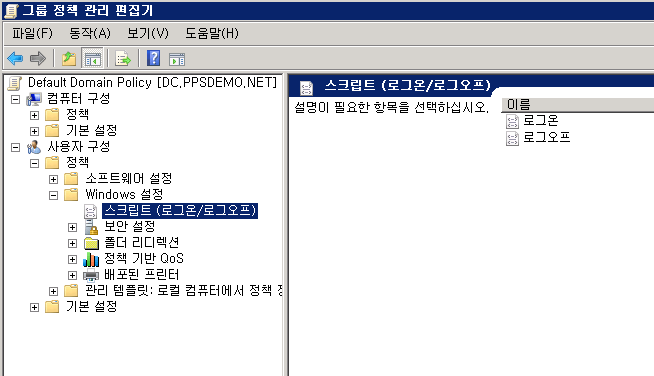 그룹 정책 관리 편집기
파일(F) 동작(A) 보기(V) 도움말(H)
Default Domain Policy [DC,PPSDEMO,NET]
컴퓨터 구성
정책
기본 설정
사용자 구성
정책
소프트웨어 설정
Windows 설정
스크립트 (로그온/로그오프)
보안 설정
폴더 리디렉션
정책 기반 QoS
배포된 프린터
관리 템플릿: 로컬 컴퓨터에서 정책 정
기본 설정
스크립트 (로그온/로그오프)
설명이 필요한 항목을 선택하십시오.
이름
로그온
로그오프